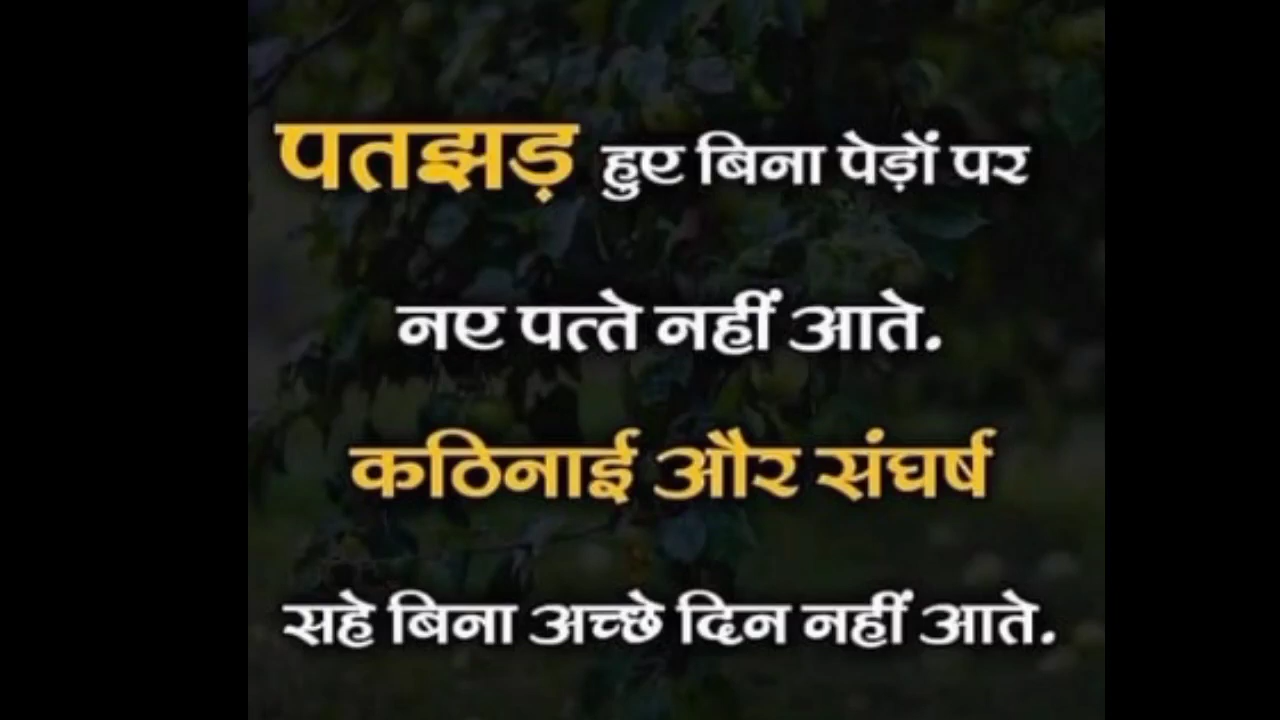 पतझड़ हुए बिना पेड़ों पर
नए पत्ते नहीं आते.
कठिनाई और संघर्ष
सहे बिना अच्छे दिन नहीं आते.